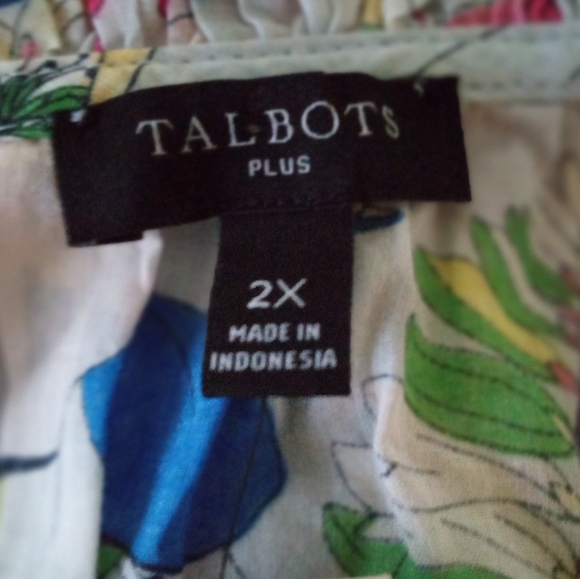 TALBOTS
PLUS
2X
MADE IN
INDONESIA